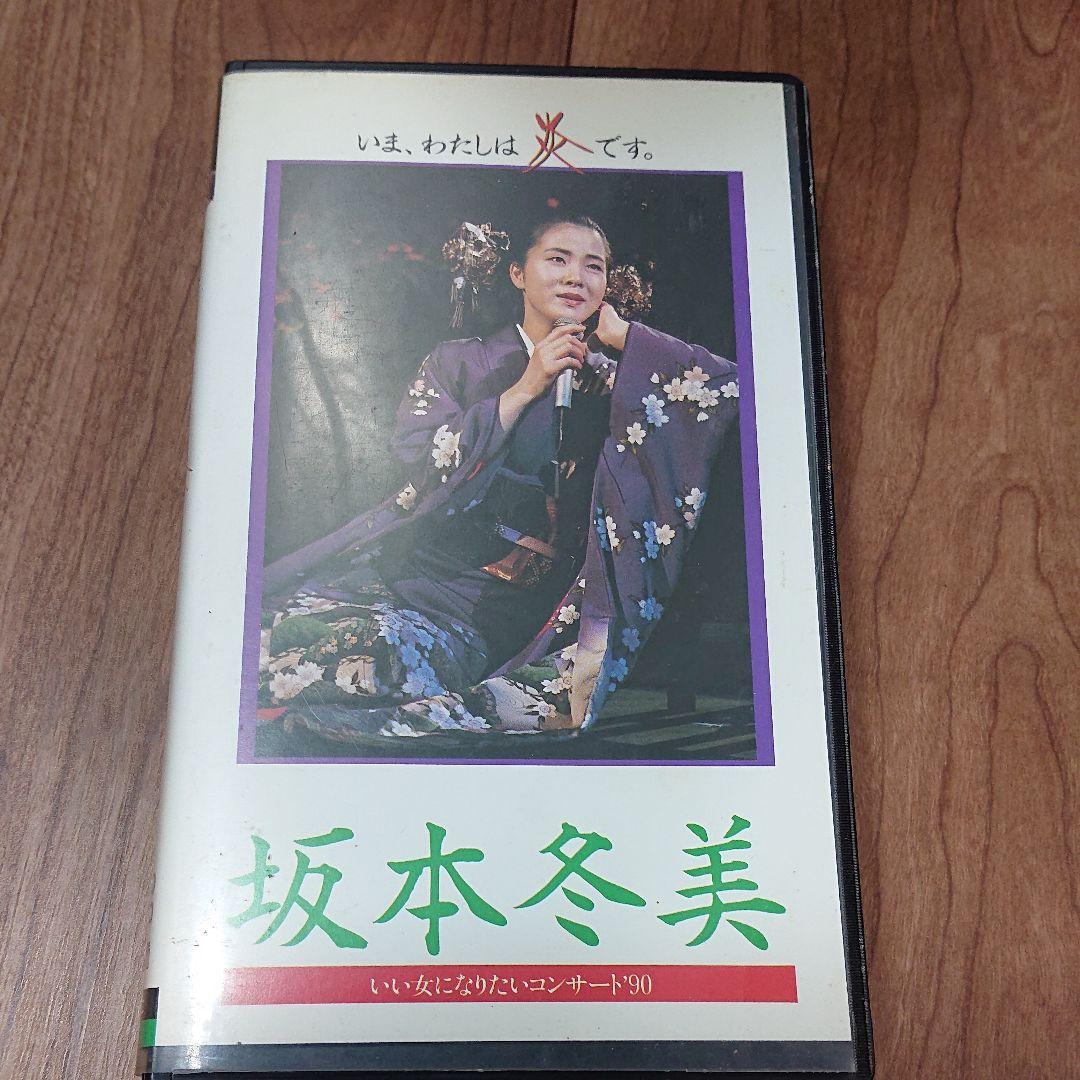 いま、わたしは炎です。
坂本冬美
いい女になりたいコンサート'90